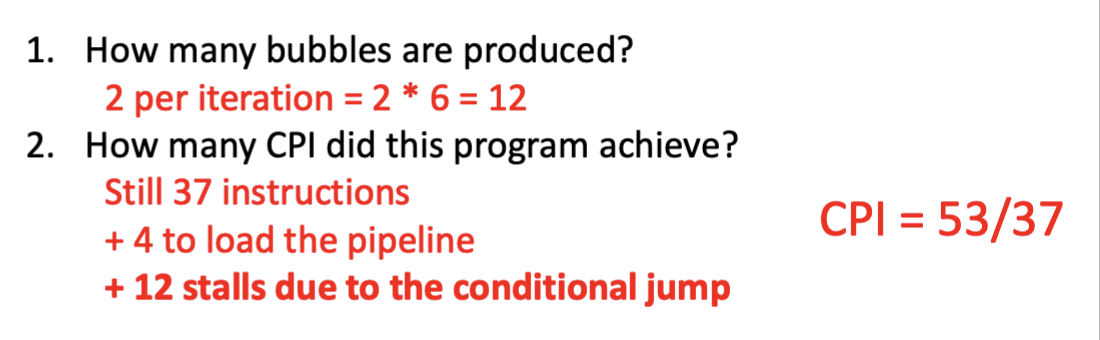 1. How many bubbles are produced?
2 per iteration = 2 * 6 = 12
2. How many CPI did this program achieve?
Still 37 instructions
+ 4 to load the pipeline
+ 12 stalls due to the conditional jump
CPI = 53/37